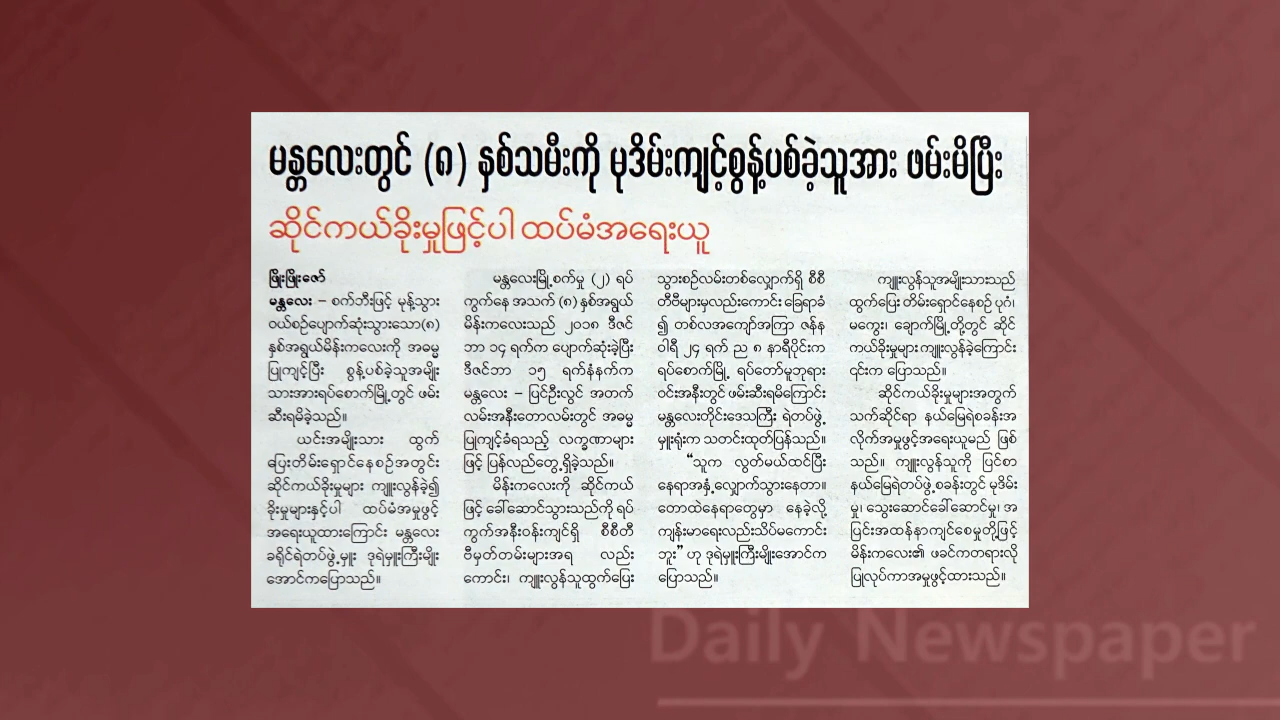 မန္တလေးတွင် (၈) နှစ်သမီးကို မုဒိမ်းကျင့်စွန့်ပစ်ခဲ့သူအား ဖမ်းမိပြီး
ဆိုင်ကယ်ခိုးမှုဖြင့်ပါ ထပ်မံအရေးယူ
ဖြိုးဖြိုးဇော်
မန္တလေး – စက်ဘီးဖြင့် မုန့်သွား
ဝယ်စဉ်ပျောက်ဆုံးသွားသော(၈)
နှစ်အရွယ်မိန်းကလေးကို အဓမ္မ
ပြုကျင့်ပြီး စွန့်ပစ်ခဲ့သူအမျိုး
သားအားရပ်စောက်မြို့တွင် ဖမ်း
ဆီးရမိခဲ့သည်။
ယင်းအမျိုးသား ထွက်
ပြေးတိမ်းရှောင်နေစဉ်အတွင်း
ဆိုင်ကယ်ခိုးမှုများ ကျူးလွန်ခဲ့၍
ခိုးမှုများနှင့်ပါ ထပ်မံအမှုဖွင့်
အရေးယူထားကြောင်း မန္တလေး
ခရိုင်ရဲတပ်ဖွဲ့မှူး ဒုရဲမှူးကြီးမျိုး
အောင်ကပြောသည်။
မန္တလေးမြို့စက်မှု (၂) ရပ်
ကွက်နေ အသက် (၈) နှစ်အရွယ်
မိန်းကလေးသည် ၂၀၁၈ ဒီဇင်
ဘာ ၁၄ ရက်က ပျောက်ဆုံးခဲ့ပြီး
ဒီဇင်ဘာ ၁၅ ရက်နံနက်က
မန္တလေး – ပြင်ဦးလွင် အတက်
လမ်းအနီးတောလမ်းတွင် အဓမ္မ
ပြုကျင့်ခံရသည့် လက္ခဏာများ
ဖြင့် ပြန်လည်တွေ့ရှိခဲ့သည်။
မိန်းကလေးကို ဆိုင်ကယ်
ဖြင့် ခေါ်ဆောင်သွားသည်ကို ရပ်
ကွက်အနီးဝန်းကျင်ရှိ စီစီတီ
ဗီမှတ်တမ်းများအရ လည်း
ကောင်း၊ ကျူးလွန်သူထွက်ပြေး
သွားစဉ်လမ်းတစ်လျှောက်ရှိ စီစီ
တီဗီများမှလည်းကောင်း ခြေရာခံ
၍ တစ်လအကျော်အကြာ ဇန်န
ဝါရီ ၂၄ ရက် ည ၈ နာရီပိုင်းက
ရပ်စောက်မြို့ ရပ်တော်မူဘုရား
ဝင်းအနီးတွင် ဖမ်းဆီးရမိကြောင်း
မန္တလေးတိုင်းဒေသကြီး ရဲတပ်ဖွဲ့
မှူးရုံးက သတင်းထုတ်ပြန်သည်။
“သူက လွတ်မယ်ထင်ပြီး
နေရာအနှံ့လျှောက်သွားနေတာ။
တောထဲနေရာတွေမှာ နေခဲ့လို့
ကျန်းမာရေးလည်းသိပ်မကောင်း
ဘူး” ဟု ဒုရဲမှူးကြီးမျိုးအောင်က
ပြောသည်။
ကျူးလွန်သူအမျိုးသားသည်
ထွက်ပြေး တိမ်းရှောင်နေစဉ် ပုဂံ၊
မကွေး၊ ချောက်မြို့တို့တွင် ဆိုင်
ကယ်ခိုးမှုများ ကျူးလွန်ခဲ့ကြောင်း
၎င်းက ပြောသည်။
ဆိုင်ကယ်ခိုးမှုများအတွက်
သက်ဆိုင်ရာ နယ်မြေရဲစခန်းအ
လိုက်အမှုဖွင့်အရေးယူမည် ဖြစ်
သည်။ ကျူးလွန်သူကို ပြင်စာ
နယ်မြေရဲတပ်ဖွဲ့စခန်းတွင် မုဒိမ်း
မှု၊ သွေးဆောင်ခေါ်ဆောင်မှု၊ အ
ပြင်းအထန်နာကျင်စေမှုတို့ဖြင့်
မိန်းကလေး၏ ဖခင်ကတရားလို
ပြုလုပ်ကာအမှုဖွင့်ထားသည်။
Daily Newspaper